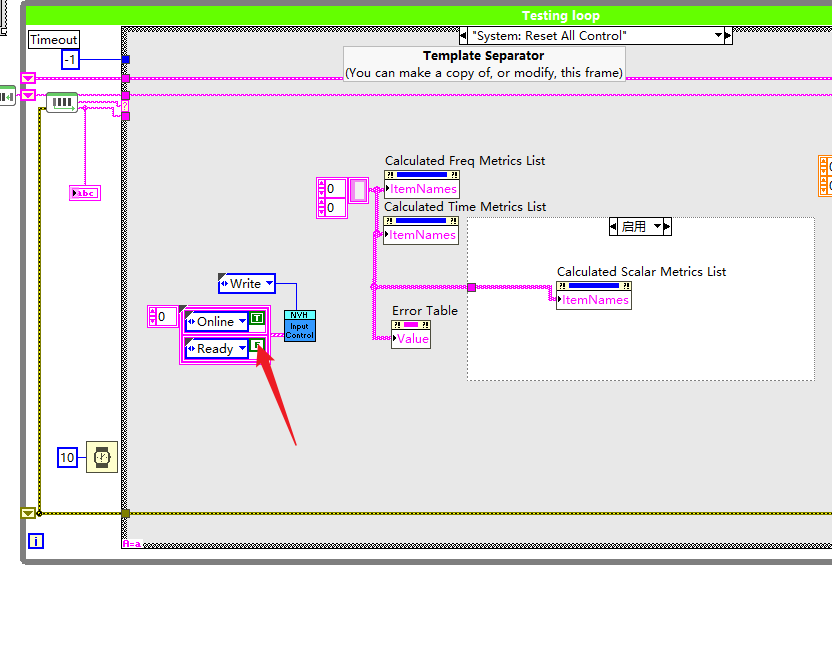 Testing loop
Timeout
"System: Reset All Control"
-1
Template Separator
(You can make a copy of, or modify, this frame)
?
abc
Calculated Freq Metrics List
0
?! ?!
ItemNames
0
Calculated Time Metrics List
?! ?!
ItemNames
启用
Calculated Scalar Metrics List
?! ?!
ItemNames
Write
Error Table
?! ?!
Value
0
Online
T
NVH
Input
Control
Ready
F
10
i
A=a